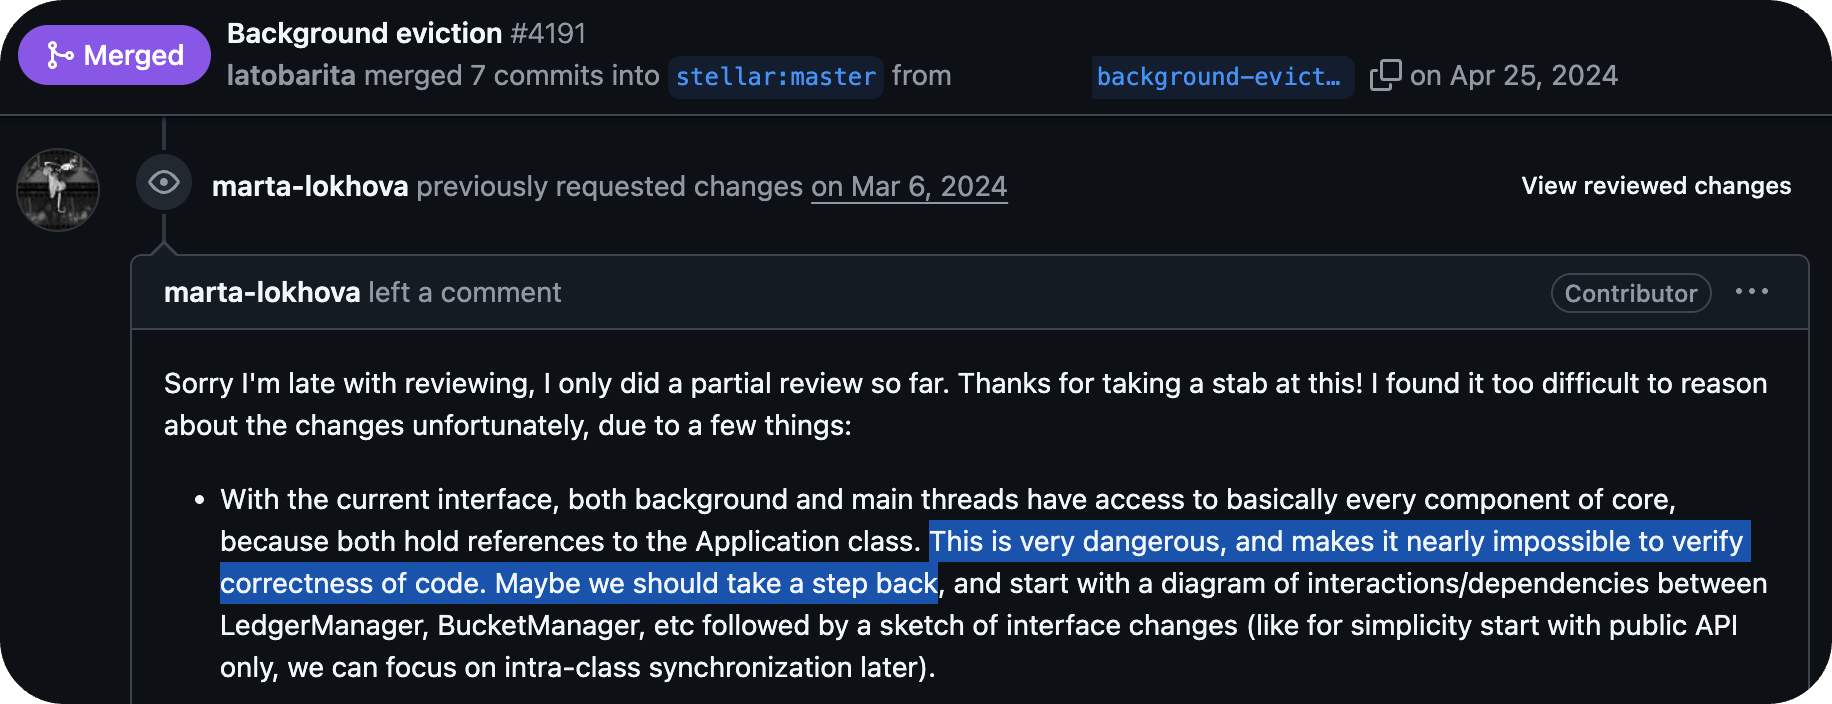 Background eviction #4191
Merged
latobarita merged 7 commits into stellar:master from background-evict… on Apr 25, 2024
marta-lokhova previously requested changes on Mar 6, 2024
View reviewed changes
marta-lokhova left a comment
Contributor
Sorry I'm late with reviewing, I only did a partial review so far. Thanks for taking a stab at this! I found it too difficult to reason
about the changes unfortunately, due to a few things:
• With the current interface, both background and main threads have access to basically every component of core,
because both hold references to the Application class. This is very dangerous, and makes it nearly impossible to verify
correctness of code. Maybe we should take a step back, and start with a diagram of interactions/dependencies between
LedgerManager, BucketManager, etc followed by a sketch of interface changes (like for simplicity start with public API
only, we can focus on intra-class synchronization later).